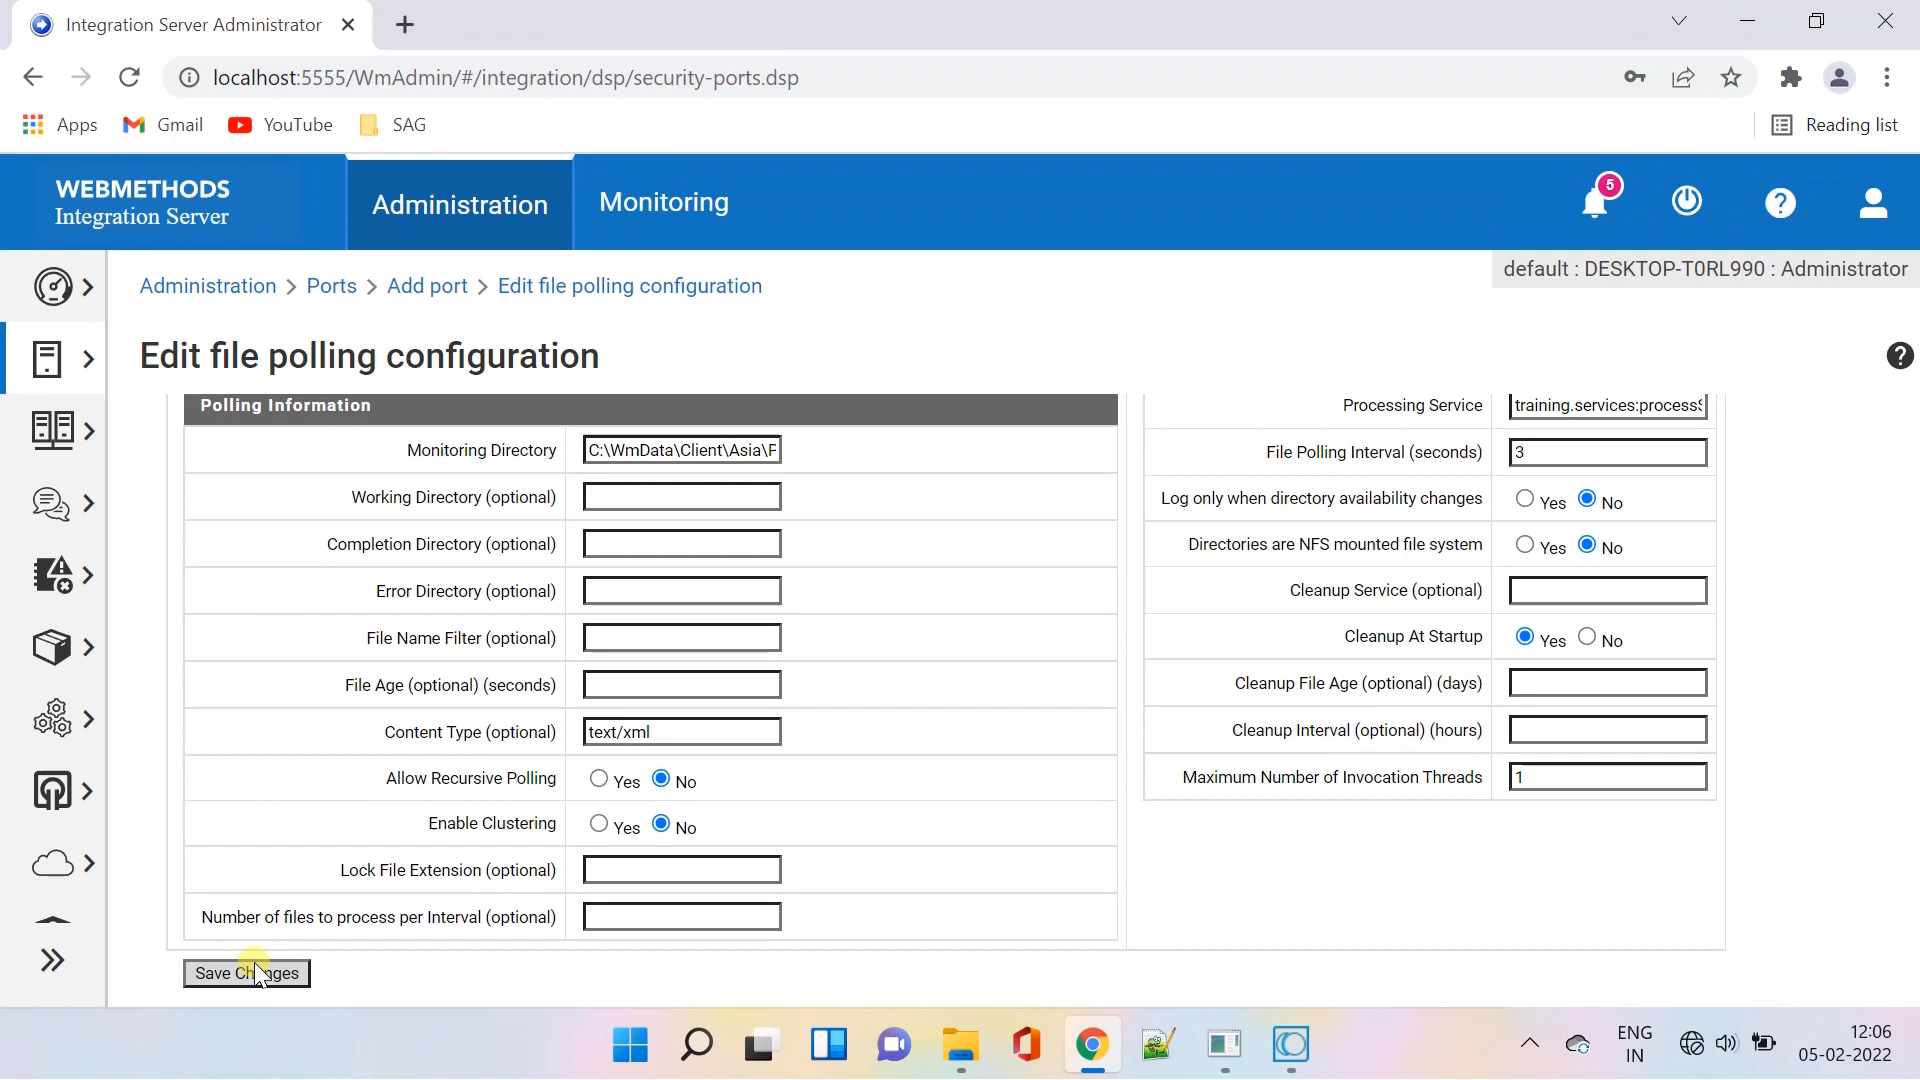 Integration Server Administrator
localhost:5555/WmAdmin/#/integration/dsp/security-ports.dsp
Apps
Gmail
YouTube
SAG
Reading list
WEBMETHODS
Integration Server
Administration
Monitoring
5
default : DESKTOP-T0RL990 : Administrator
Administration > Ports > Add port > Edit file polling configuration
Edit file polling configuration
Polling Information
Monitoring Directory C:\WmData\Client\Asia\F
Working Directory (optional)
Completion Directory (optional)
Error Directory (optional)
File Name Filter (optional)
File Age (optional) (seconds)
Content Type (optional) text/xml
Allow Recursive Polling Yes No
Enable Clustering Yes No
Lock File Extension (optional)
Number of files to process per Interval (optional)
Processing Service training.services:processS
File Polling Interval (seconds) 3
Log only when directory availability changes Yes No
Directories are NFS mounted file system Yes No
Cleanup Service (optional)
Cleanup At Startup Yes No
Cleanup File Age (optional) (days)
Cleanup Interval (optional) (hours)
Maximum Number of Invocation Threads 1
Save Changes
ENG
IN
12:06
05-02-2022